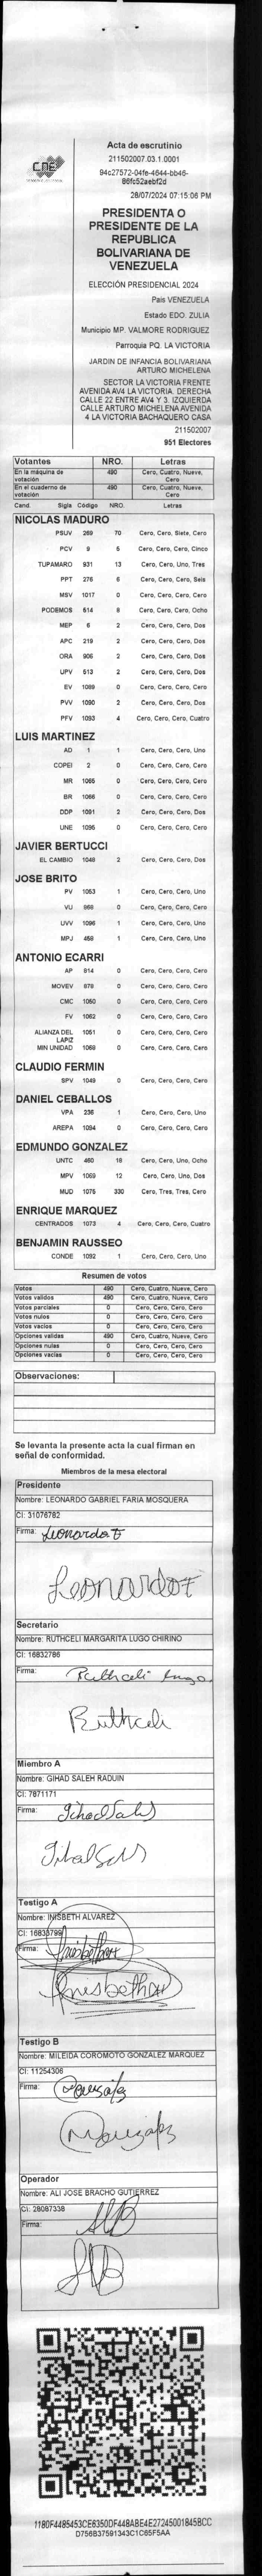 Acta de escrutinio
211502007.03.1.0001
94c27572-04fe-4644-bb46-
86fc52aebf2d
28/07/2024 07:15:06 PM
CNE
PRESIDENTA O
PRESIDENTE DE LA
REPUBLICA
BOLIVARIANA DE
VENEZUELA
ELECCIÓN PRESIDENCIAL 2024
País VENEZUELA
Estado EDO. ZULIA
Municipio MP. VALMORE RODRIGUEZ
Parroquia PQ. LA VICTORIA
JARDIN DE INFANCIA BOLIVARIANA
ARTURO MICHELENA
SECTOR LA VICTORIA FRENTE
AVENIDA AV4 LA VICTORIA. DERECHA
CALLE 22 ENTRE AV4 Y 3. IZQUIERDA
CALLE ARTURO MICHELENA AVENIDA
4 LA VICTORIA BACHAQUERO CASA
211502007
951 Electores
Votantes NRO. Letras
En la máquina de votación 490 Cero, Cuatro, Nueve, Cero
En el cuaderno de votación 490 Cero, Cuatro, Nueve, Cero
Cand. Sigla Código NRO. Letras
NICOLAS MADURO
PSUV 269 70 Cero, Cero, Siete, Cero
PCV 9 5 Cero, Cero, Cero, Cinco
TUPAMARO 931 13 Cero, Cero, Uno, Tres
PPT 276 6 Cero, Cero, Cero, Seis
MSV 1017 0 Cero, Cero, Cero, Cero
PODEMOS 514 8 Cero, Cero, Cero, Ocho
MEP 6 2 Cero, Cero, Cero, Dos
APC 219 2 Cero, Cero, Cero, Dos
ORA 906 2 Cero, Cero, Cero, Dos
UPV 513 2 Cero, Cero, Cero, Dos
EV 1089 0 Cero, Cero, Cero, Cero
PVV 1090 2 Cero, Cero, Cero, Dos
PFV 1093 4 Cero, Cero, Cero, Cuatro
LUIS MARTINEZ
AD 1 1 Cero, Cero, Cero, Uno
COPEI 2 0 Cero, Cero, Cero, Cero
MR 1065 0 Cero, Cero, Cero, Cero
BR 1066 0 Cero, Cero, Cero, Cero
DDP 1091 2 Cero, Cero, Cero, Dos
UNE 1095 0 Cero, Cero, Cero, Cero
JAVIER BERTUCCI
EL CAMBIO 1048 2 Cero, Cero, Cero, Dos
JOSE BRITO
PV 1053 1 Cero, Cero, Cero, Uno
VU 968 0 Cero, Cero, Cero, Cero
UVV 1096 1 Cero, Cero, Cero, Uno
MPJ 459 1 Cero, Cero, Cero, Uno
ANTONIO ECARRI
AP 814 0 Cero, Cero, Cero, Cero
MOVEV 979 0 Cero, Cero, Cero, Cero
CMC 1050 0 Cero, Cero, Cero, Cero
FV 1062 0 Cero, Cero, Cero, Cero
ALIANZA DEL LAPIZ 1051 0 Cero, Cero, Cero, Cero
MIN UNIDAD 1068 0 Cero, Cero, Cero, Cero
CLAUDIO FERMIN
SPV 1049 0 Cero, Cero, Cero, Cero
DANIEL CEBALLOS
VPA 236 1 Cero, Cero, Cero, Uno
AREPA 1094 0 Cero, Cero, Cero, Cero
EDMUNDO GONZALEZ
UNTC 460 18 Cero, Cero, Uno, Ocho
MPV 1069 12 Cero, Cero, Uno, Dos
MUD 1075 330 Cero, Tres, Tres, Cero
ENRIQUE MARQUEZ
CENTRADOS 1073 4 Cero, Cero, Cero, Cuatro
BENJAMIN RAUSSEO
CONDE 1092 1 Cero, Cero, Cero, Uno
Resumen de votos
Votos 490 Cero, Cuatro, Nueve, Cero
Votos validos 490 Cero, Cuatro, Nueve, Cero
Votos parciales 0 Cero, Cero, Cero, Cero
Votos nulos 0 Cero, Cero, Cero, Cero
Votos vacios 0 Cero, Cero, Cero, Cero
Opciones validas 490 Cero, Cuatro, Nueve, Cero
Opciones nulas 0 Cero, Cero, Cero, Cero
Opciones vacias 0 Cero, Cero, Cero, Cero
Observaciones:
Se levanta la presente acta la cual firman en
señal de conformidad.
Miembros de la mesa electoral
Presidente
Nombre: LEONARDO GABRIEL FARIA MOSQUERA
CI: 31076782
Firma: Leonardo F
Leonardo F
Secretario
Nombre: RUTHCELI MARGARITA LUGO CHIRINO
CI: 16832786
Firma: Ruthceli Lugo
Ruthceli
Miembro A
Nombre: GIHAD SALEH RADUIN
CI: 7871171
Firma:
Testigo A
Nombre: INISBETH ALVAREZ
CI: 16833799
Firma:
Testigo B
Nombre: MILEIDA COROMOTO GONZALEZ MARQUEZ
CI: 11254306
Firma:
Operador
Nombre: ALI JOSE BRACHO GUTIERREZ
CI: 28087338
Firma:
1180F4485453CE6350DF448ABE4E27245001845BCC
D756B37591343C1C65F5AA